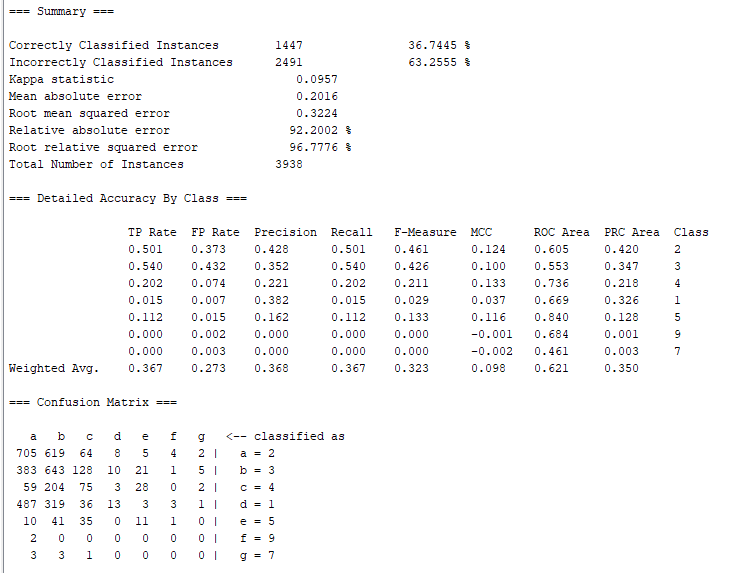 === Summary ===
Correctly Classified Instances 1447 36.7445 %
Incorrectly Classified Instances 2491 63.2555 %
Kappa statistic 0.0957
Mean absolute error 0.2016
Root mean squared error 0.3224
Relative absolute error 92.2002 %
Root relative squared error 96.7776 %
Total Number of Instances 3938
=== Detailed Accuracy By Class ===
TP Rate FP Rate Precision Recall F-Measure MCC ROC Area PRC Area Class
0.501 0.373 0.428 0.501 0.461 0.124 0.605 0.420 2
0.540 0.432 0.352 0.540 0.426 0.100 0.553 0.347 3
0.202 0.074 0.221 0.202 0.211 0.133 0.736 0.218 4
0.015 0.007 0.382 0.015 0.029 0.037 0.669 0.326 1
0.112 0.015 0.162 0.112 0.133 0.116 0.840 0.128 5
0.000 0.002 0.000 0.000 0.000 -0.001 0.684 0.001 9
0.000 0.003 0.000 0.000 0.000 -0.002 0.461 0.003 7
Weighted Avg. 0.367 0.273 0.368 0.367 0.323 0.098 0.621 0.350
=== Confusion Matrix ===
a b c d e f g <-- classified as
705 619 64 8 5 4 2 | a = 2
383 643 128 10 21 1 5 | b = 3
59 204 75 3 28 0 2 | c = 4
487 319 36 13 3 3 1 | d = 1
10 41 35 0 11 1 0 | e = 5
2 0 0 0 0 0 0 | f = 9
3 3 1 0 0 0 0 | g = 7